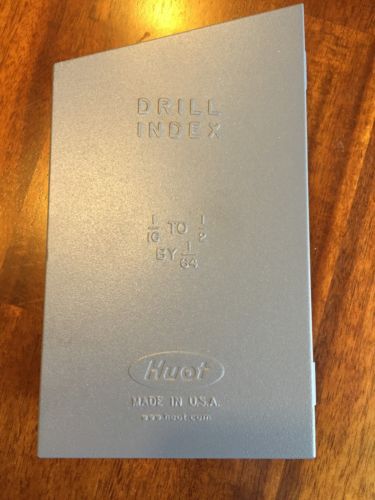 DRILL
INDEX
1/16 TO 1/2
BY 1/64
Huot
MADE IN U.S.A.
www.huot.com